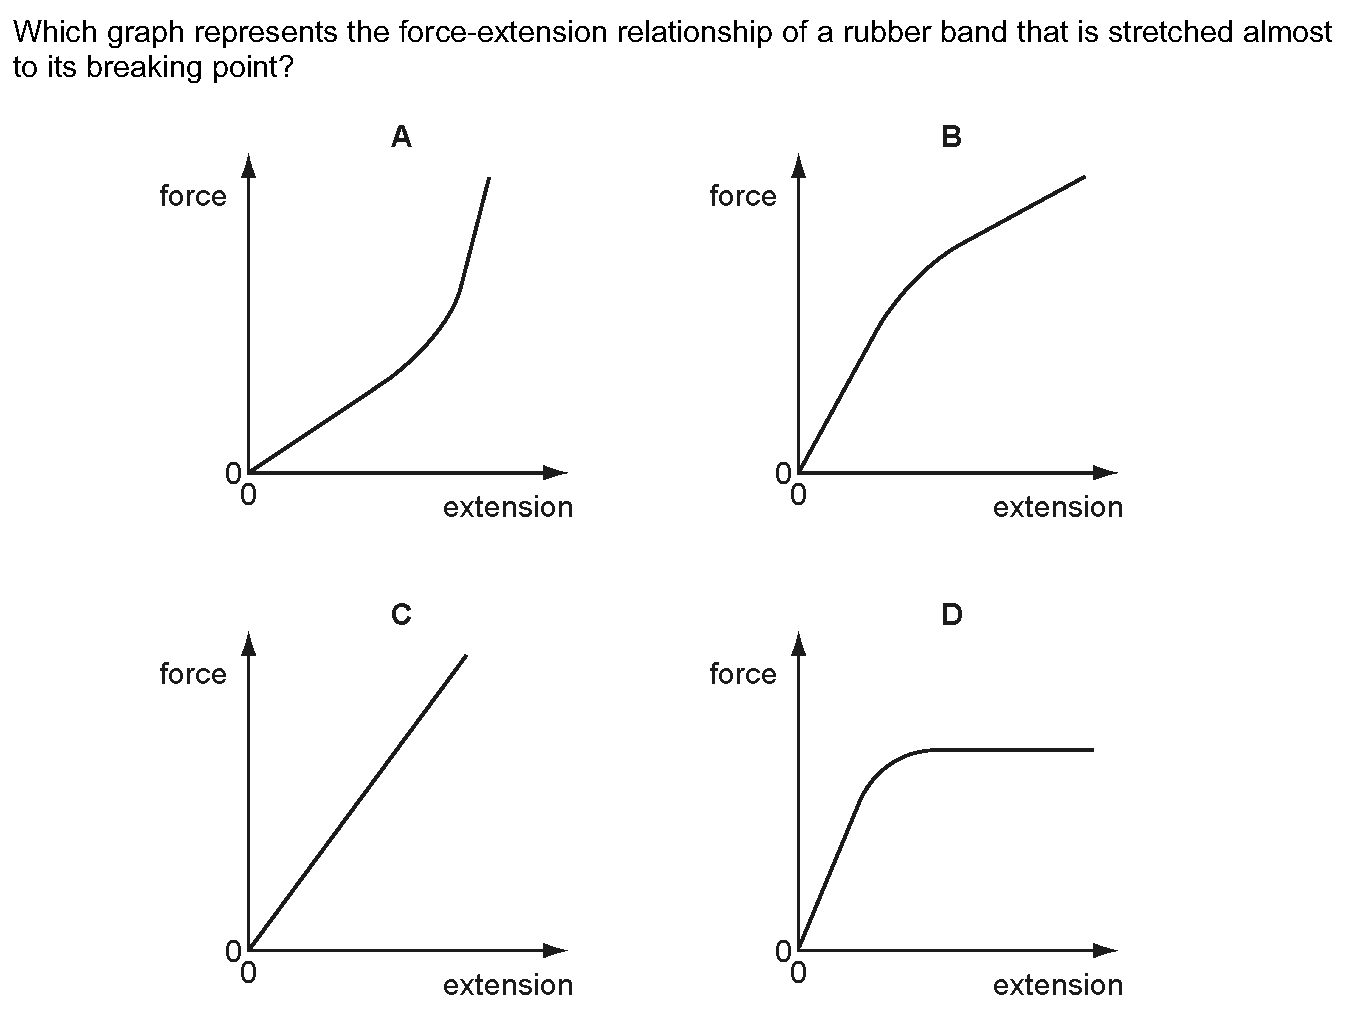 Which graph represents the force-extension relationship of a rubber band that is stretched almost
to its breaking point?
A
force
0
0
extension
B
force
0
0
extension
C
force
0
0
extension
D
force
0
0
extension